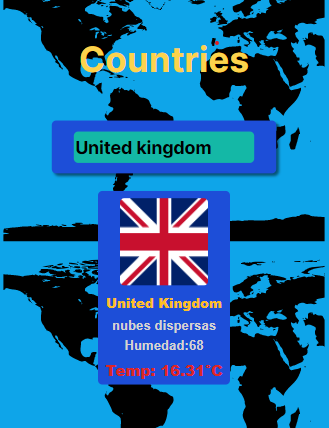 Countries
United kingdom
United Kingdom
nubes dispersas
Humedad:68
Temp: 16.31°C